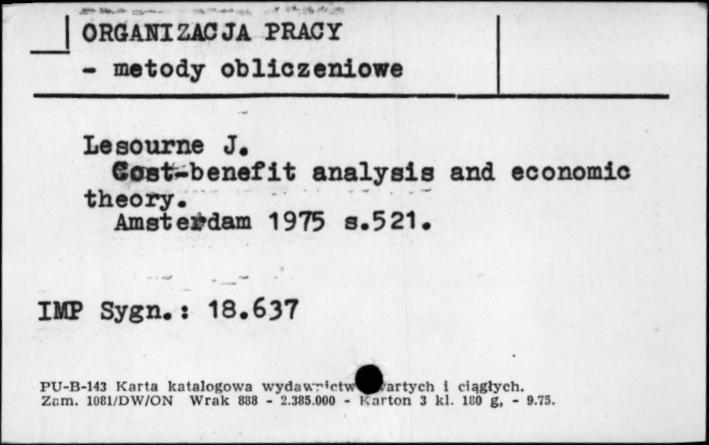 ORGANIZACJA PRACY
- metody obliczeniowe
Lesourne J.
Cost-benefit analysis and economic
theory.
Amsterdam 1975 s.521.
IMP Sygn.: 18.637
PU-B-143 Karta katalogowa wydawnictw i ciągłych.
Zam. 1081/DW/ON Wrak 888 - 2.385.000 - Karton 3 kl. 180 g, - 9.75.